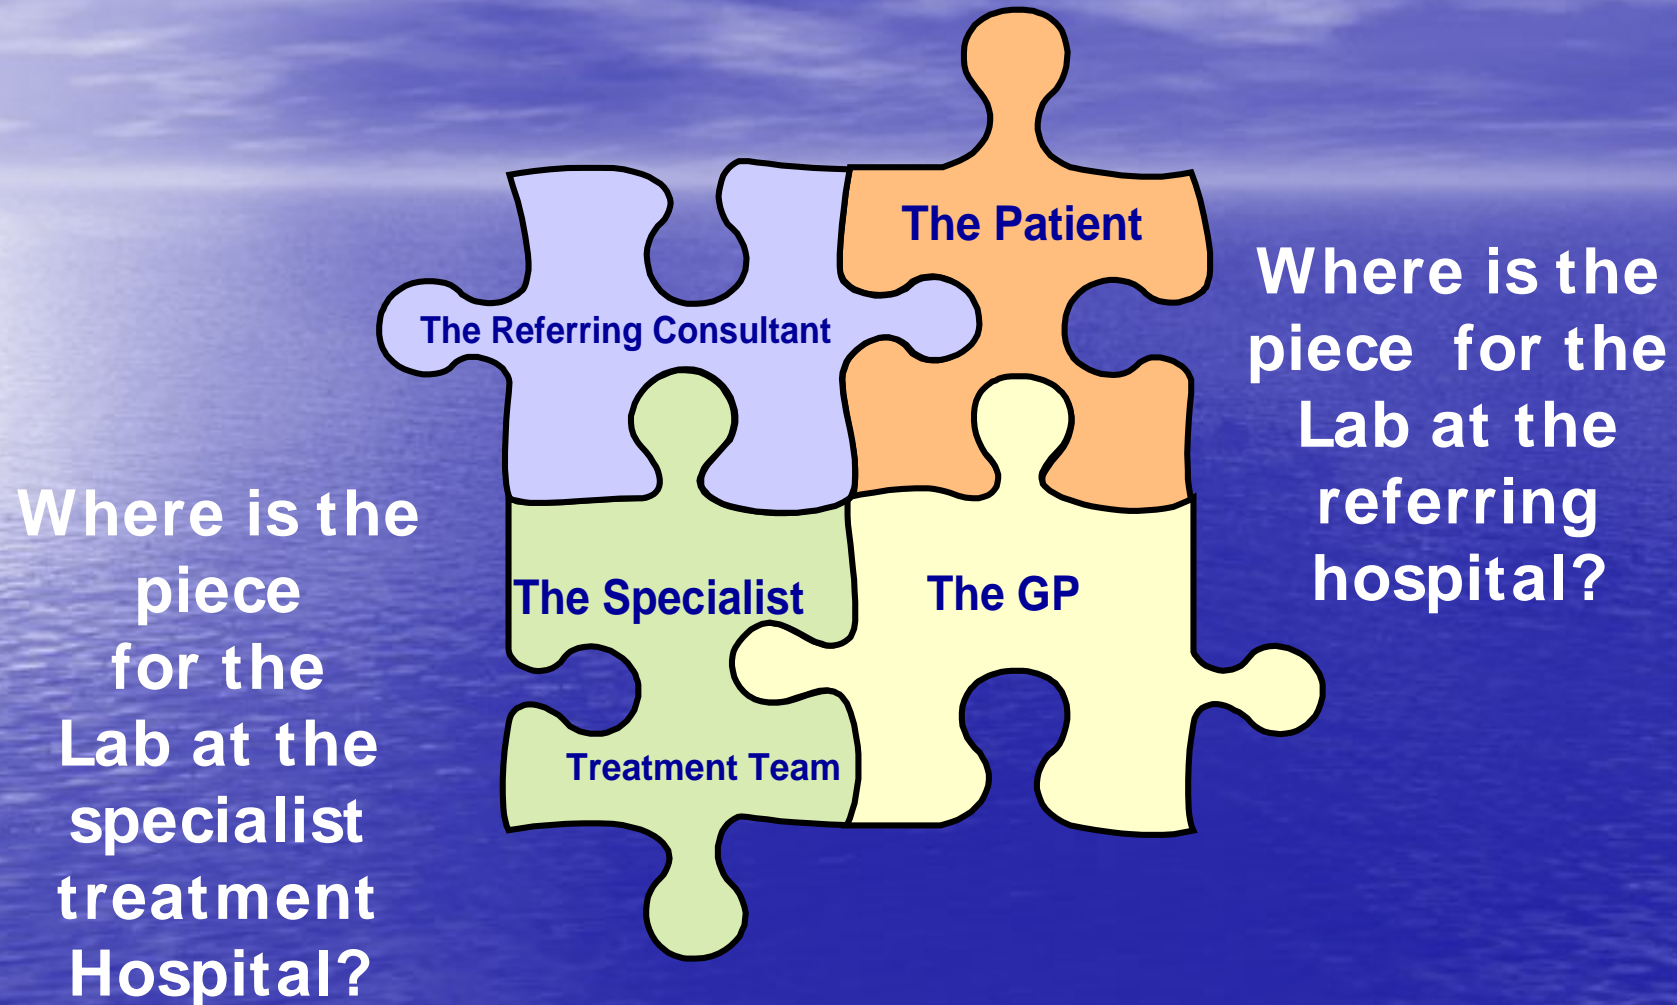 The Patient
The Referring Consultant
The Specialist
Treatment Team
The GP
Where is the
piece for the
Lab at the
referring
hospital?
Where is the
piece
for the
Lab at the
specialist
treatment
Hospital?